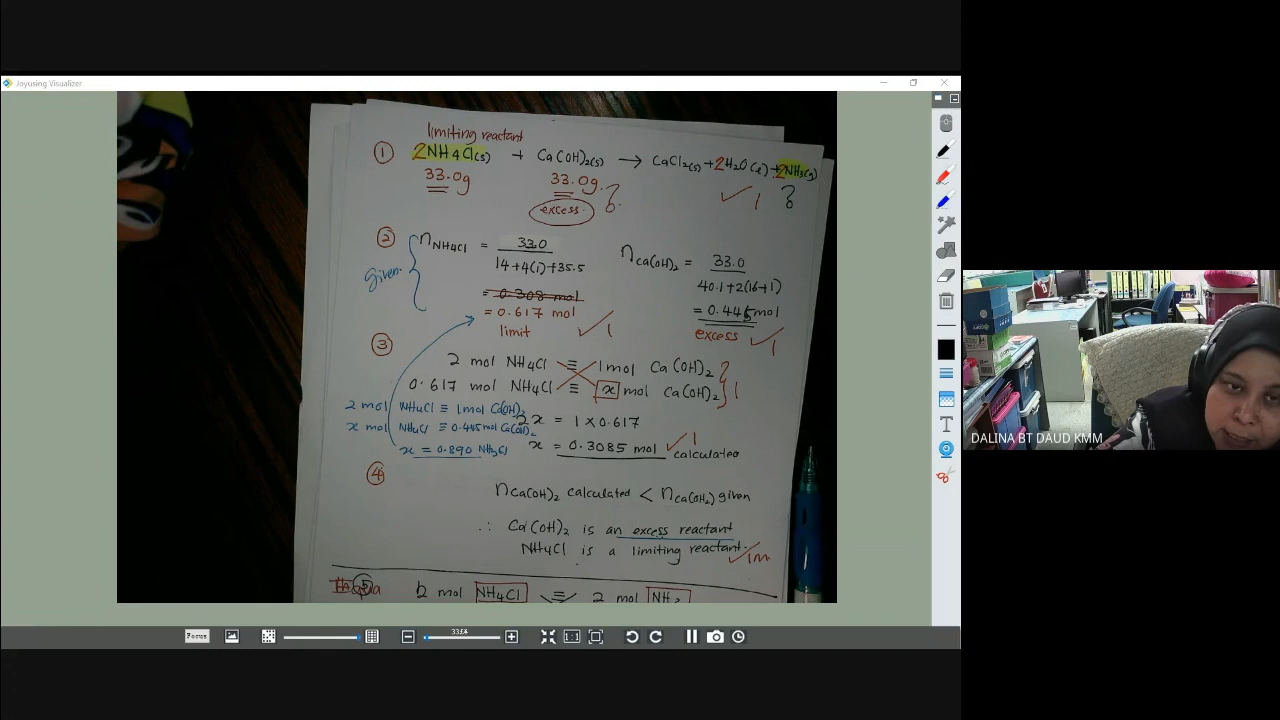 Joyusing Visualizer
limiting reactant
① 2NH4Cl(s) + Ca(OH)2(s) → CaCl2(s) + 2H2O(l) + 2NH3(g)
33.0g 33.0g ? ✓1 ?
excess
② nNH4Cl = 33.0
14+4(1)+35.5
nCa(OH)2 = 33.0
40.1+2(16+1)
given
= 0.308 mol
= 0.617 mol
limit ✓1
= 0.445 mol
excess ✓1
③
2 mol NH4Cl ≡ 1 mol Ca(OH)2
0.617 mol NH4Cl ≡ x mol Ca(OH)2 } 1
2 mol NH4Cl ≡ 1 mol Ca(OH)2
x mol NH4Cl ≡ 0.445 mol Ca(OH)2
x = 0.890 NH4Cl
2x = 1 × 0.617
x = 0.3085 mol ✓1 calculated
④
nCa(OH)2 calculated < nCa(OH)2 given
∴ Ca(OH)2 is an excess reactant
NH4Cl is a limiting reactant. ✓1m
⑤ 2 mol NH4Cl ≡ 2 mol NH3
Focus
1:1
T
DALINA BT DAUD KMM